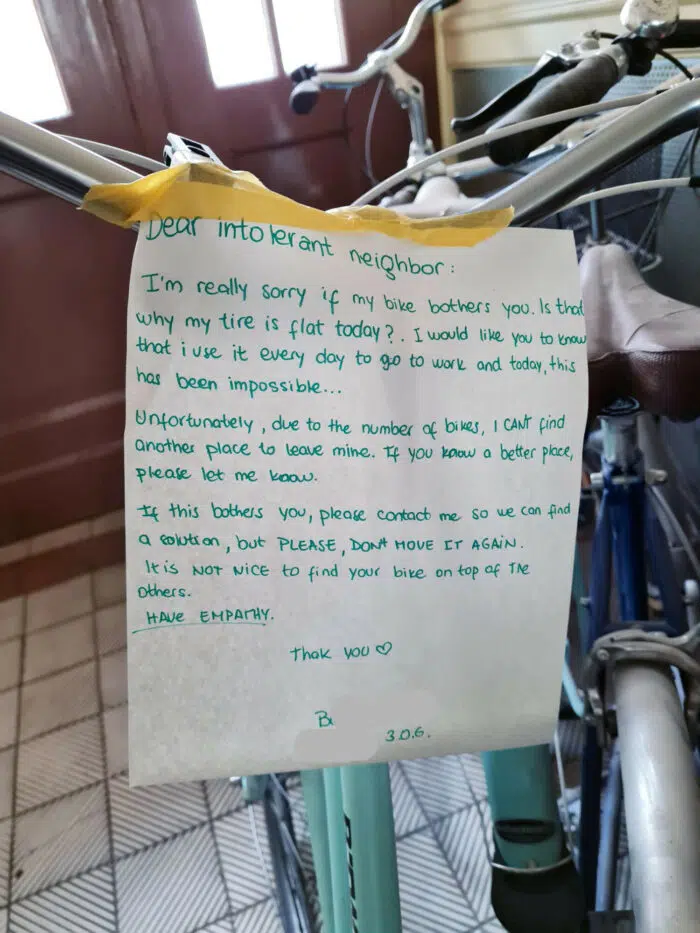 Dear intolerant neighbor:
I'm really sorry if my bike bothers you. Is that
why my tire is flat today?. I would like you to know
that i use it every day to go to work and today, this
has been impossible...
Unfortunately, due to the number of bikes, I CAN'T find
another place to leave mine. If you know a better place,
please let me know.
If this bothers you, please contact me so we can find
a solution, but PLEASE, DON'T MOVE IT AGAIN.
It is NOT NICE to find your bike on top of THE
others.
HAVE EMPATHY.
Thak you ♡
3.0.6.